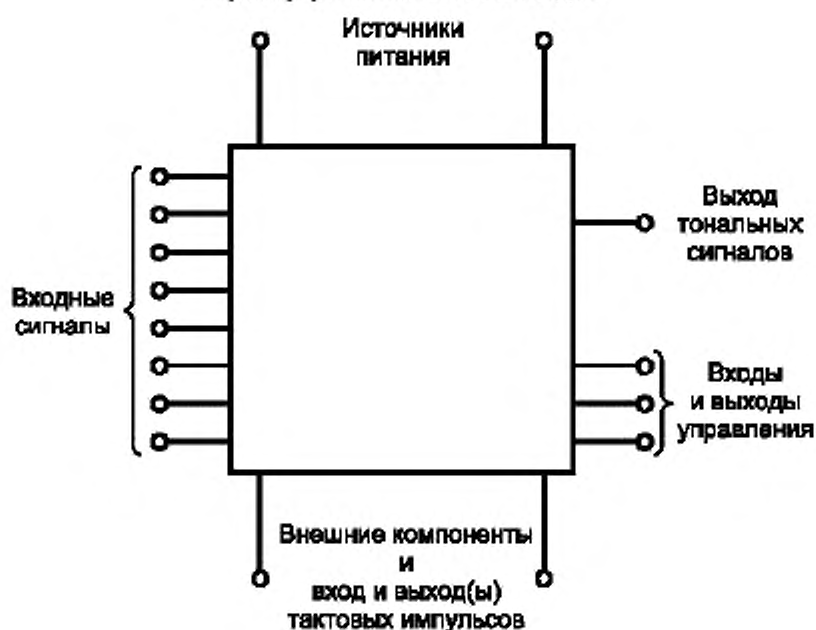 Источники
питания
Выход
тональных
сигналов
Входные
сигналы
Входы
и выходы
управления
Внешние компоненты
и
вход и выход(ы)
тактовых импульсов